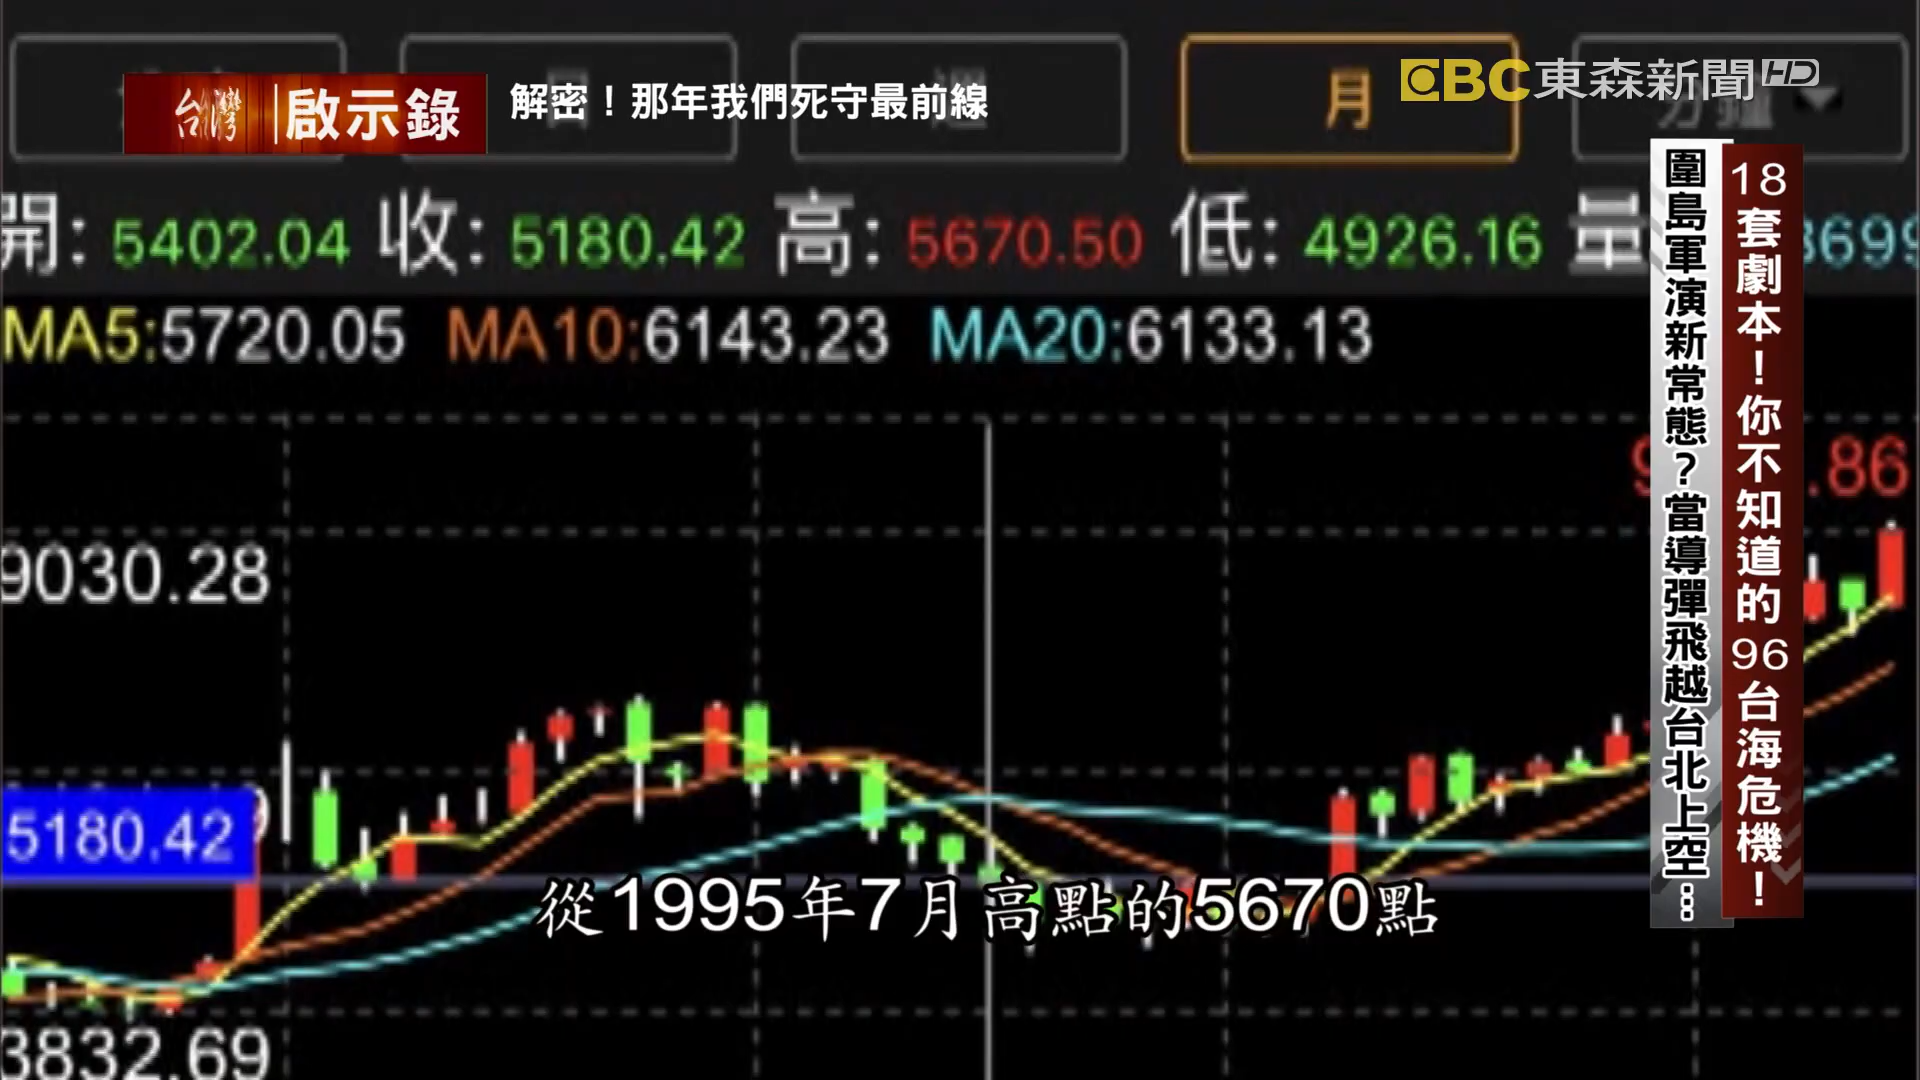 台灣 啟示錄
解密！那年我們死守最前線
EBC東森新聞HD
月
開: 5402.04 收: 5180.42 高: 5670.50 低: 4926.16 量
MA5:5720.05 MA10:6143.23 MA20:6133.13
18套劇本！你不知道的96台海危機！
圍島軍演新常態？當導彈飛越台北上空…
9030.28
5180.42
從1995年7月高點的5670點
3832.69